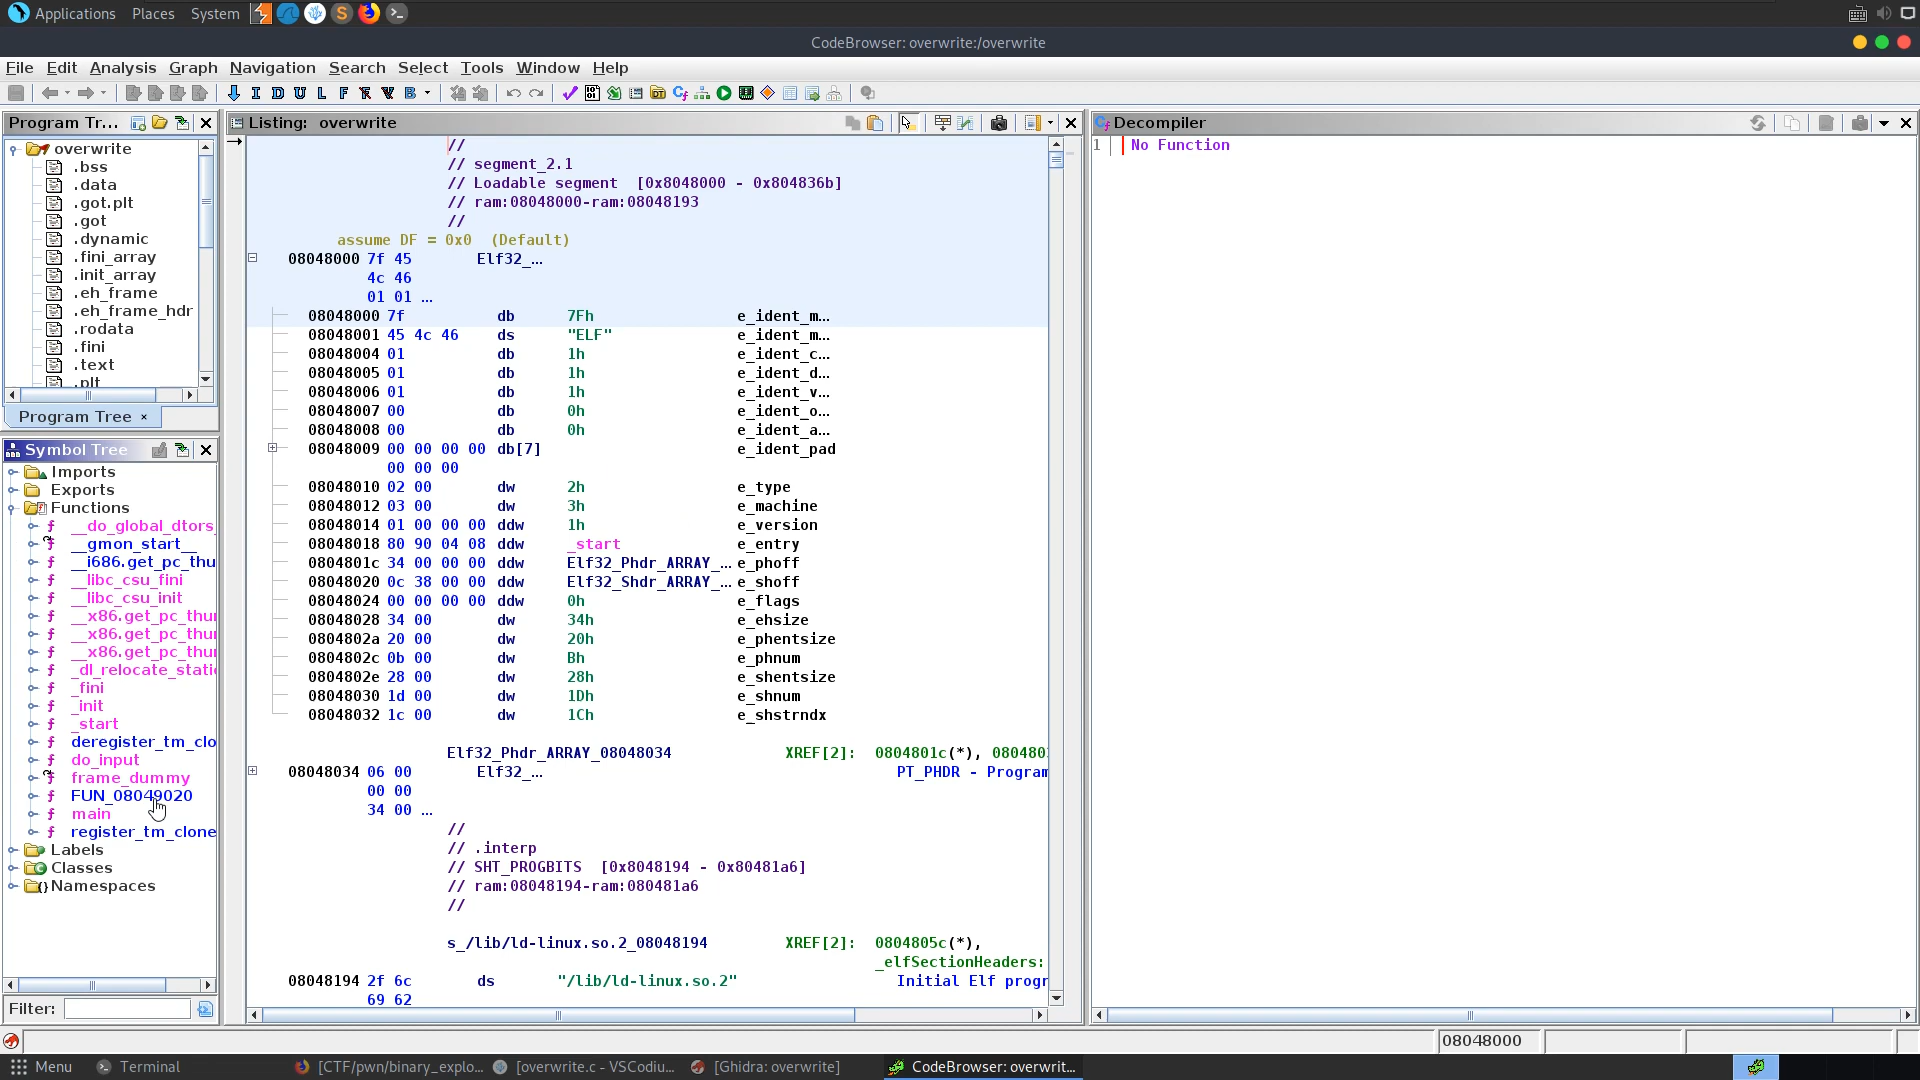 Applications Places System
CodeBrowser: overwrite:/overwrite
File Edit Analysis Graph Navigation Search Select Tools Window Help
I D U L F B
Program Tr...
overwrite
.bss
.data
.got.plt
.got
.dynamic
.fini_array
.init_array
.eh_frame
.eh_frame_hdr
.rodata
.fini
.text
.plt
Program Tree ×
Symbol Tree
Imports
Exports
Functions
__do_global_dtors_
__gmon_start__
__i686.get_pc_thu
__libc_csu_fini
__libc_csu_init
__x86.get_pc_thu
__x86.get_pc_thu
__x86.get_pc_thu
_dl_relocate_stati
_fini
_init
_start
deregister_tm_clo
do_input
frame_dummy
FUN_08049020
main
register_tm_clone
Labels
Classes
Namespaces
Filter:
Listing: overwrite
//
// segment_2.1
// Loadable segment [0x8048000 - 0x804836b]
// ram:08048000-ram:08048193
//
assume DF = 0x0 (Default)
08048000 7f 45 Elf32_...
4c 46
01 01 ...
08048000 7f db 7Fh e_ident_m...
08048001 45 4c 46 ds "ELF" e_ident_m...
08048004 01 db 1h e_ident_c...
08048005 01 db 1h e_ident_d...
08048006 01 db 1h e_ident_v...
08048007 00 db 0h e_ident_o...
08048008 00 db 0h e_ident_a...
08048009 00 00 00 00 db[7] e_ident_pad
00 00 00
08048010 02 00 dw 2h e_type
08048012 03 00 dw 3h e_machine
08048014 01 00 00 00 ddw 1h e_version
08048018 80 90 04 08 ddw _start e_entry
0804801c 34 00 00 00 ddw Elf32_Phdr_ARRAY_... e_phoff
08048020 0c 38 00 00 ddw Elf32_Shdr_ARRAY_... e_shoff
08048024 00 00 00 00 ddw 0h e_flags
08048028 34 00 dw 34h e_ehsize
0804802a 20 00 dw 20h e_phentsize
0804802c 0b 00 dw Bh e_phnum
0804802e 28 00 dw 28h e_shentsize
08048030 1d 00 dw 1Dh e_shnum
08048032 1c 00 dw 1Ch e_shstrndx
Elf32_Phdr_ARRAY_08048034 XREF[2]: 0804801c(*), 080480
08048034 06 00 Elf32_... PT_PHDR - Program
00 00
34 00 ...
//
// .interp
// SHT_PROGBITS [0x8048194 - 0x80481a6]
// ram:08048194-ram:080481a6
//
s_/lib/ld-linux.so.2_08048194 XREF[2]: 0804805c(*),
_elfSectionHeaders:
08048194 2f 6c ds "/lib/ld-linux.so.2" Initial Elf progr
69 62
Decompiler
1 No Function
08048000
Menu Terminal [CTF/pwn/binary_explo... [overwrite.c - VSCodiu... [Ghidra: overwrite] CodeBrowser: overwrit...